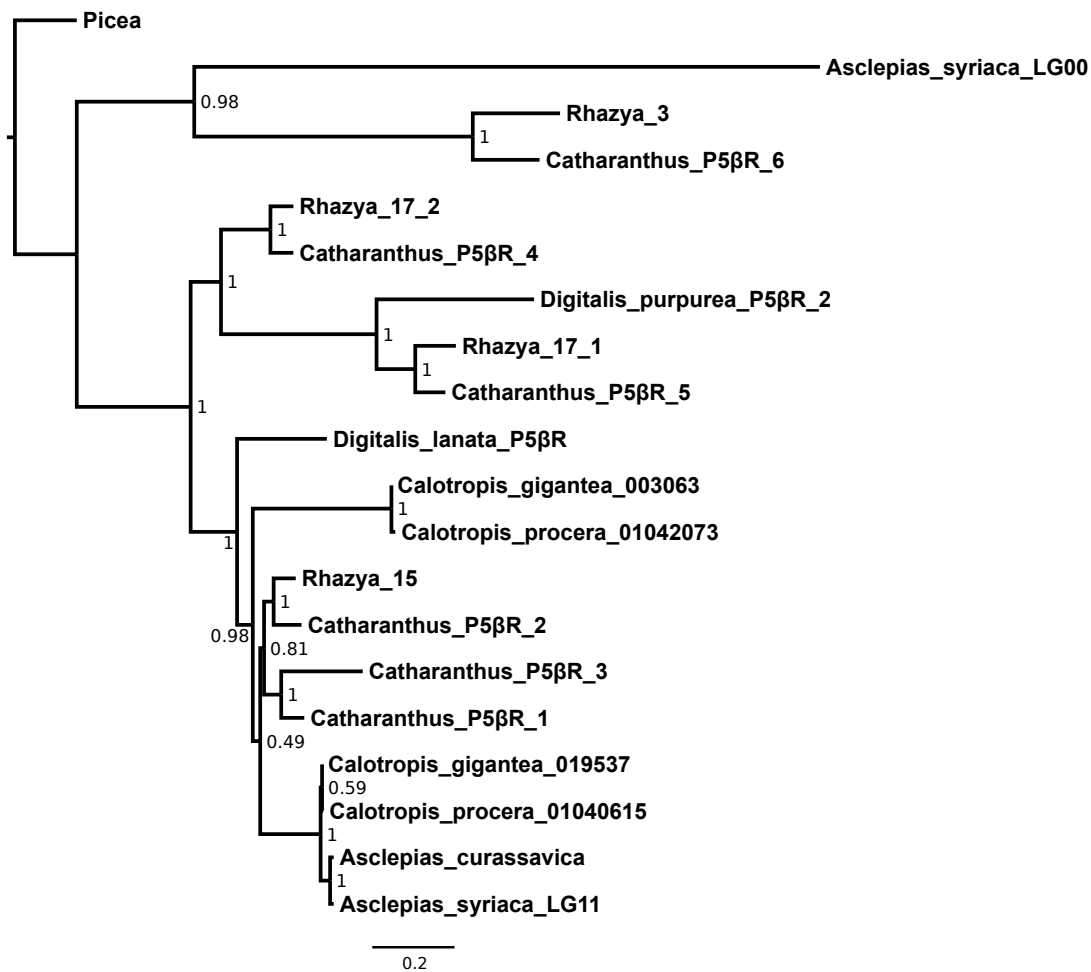 Picea
Asclepias_syriaca_LG00
0.98
Rhazya_3
1
Catharanthus_P5βR_6
Rhazya_17_2
1
Catharanthus_P5βR_4
1
Digitalis_purpurea_P5βR_2
1
Rhazya_17_1
1
Catharanthus_P5βR_5
1
Digitalis_lanata_P5βR
Calotropis_gigantea_003063
1
Calotropis_procera_01042073
1
Rhazya_15
1
Catharanthus_P5βR_2
0.98
0.81
Catharanthus_P5βR_3
1
Catharanthus_P5βR_1
0.49
Calotropis_gigantea_019537
0.59
Calotropis_procera_01040615
1
Asclepias_curassavica
1
Asclepias_syriaca_LG11
0.2